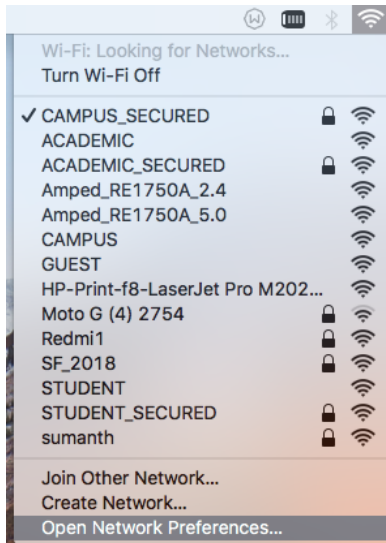 Wi-Fi: Looking for Networks...
Turn Wi-Fi Off
CAMPUS_SECURED
ACADEMIC
ACADEMIC_SECURED
Amped_RE1750A_2.4
Amped_RE1750A_5.0
CAMPUS
GUEST
HP-Print-f8-LaserJet Pro M202...
Moto G (4) 2754
Redmi1
SF_2018
STUDENT
STUDENT_SECURED
sumanth
Join Other Network...
Create Network...
Open Network Preferences...